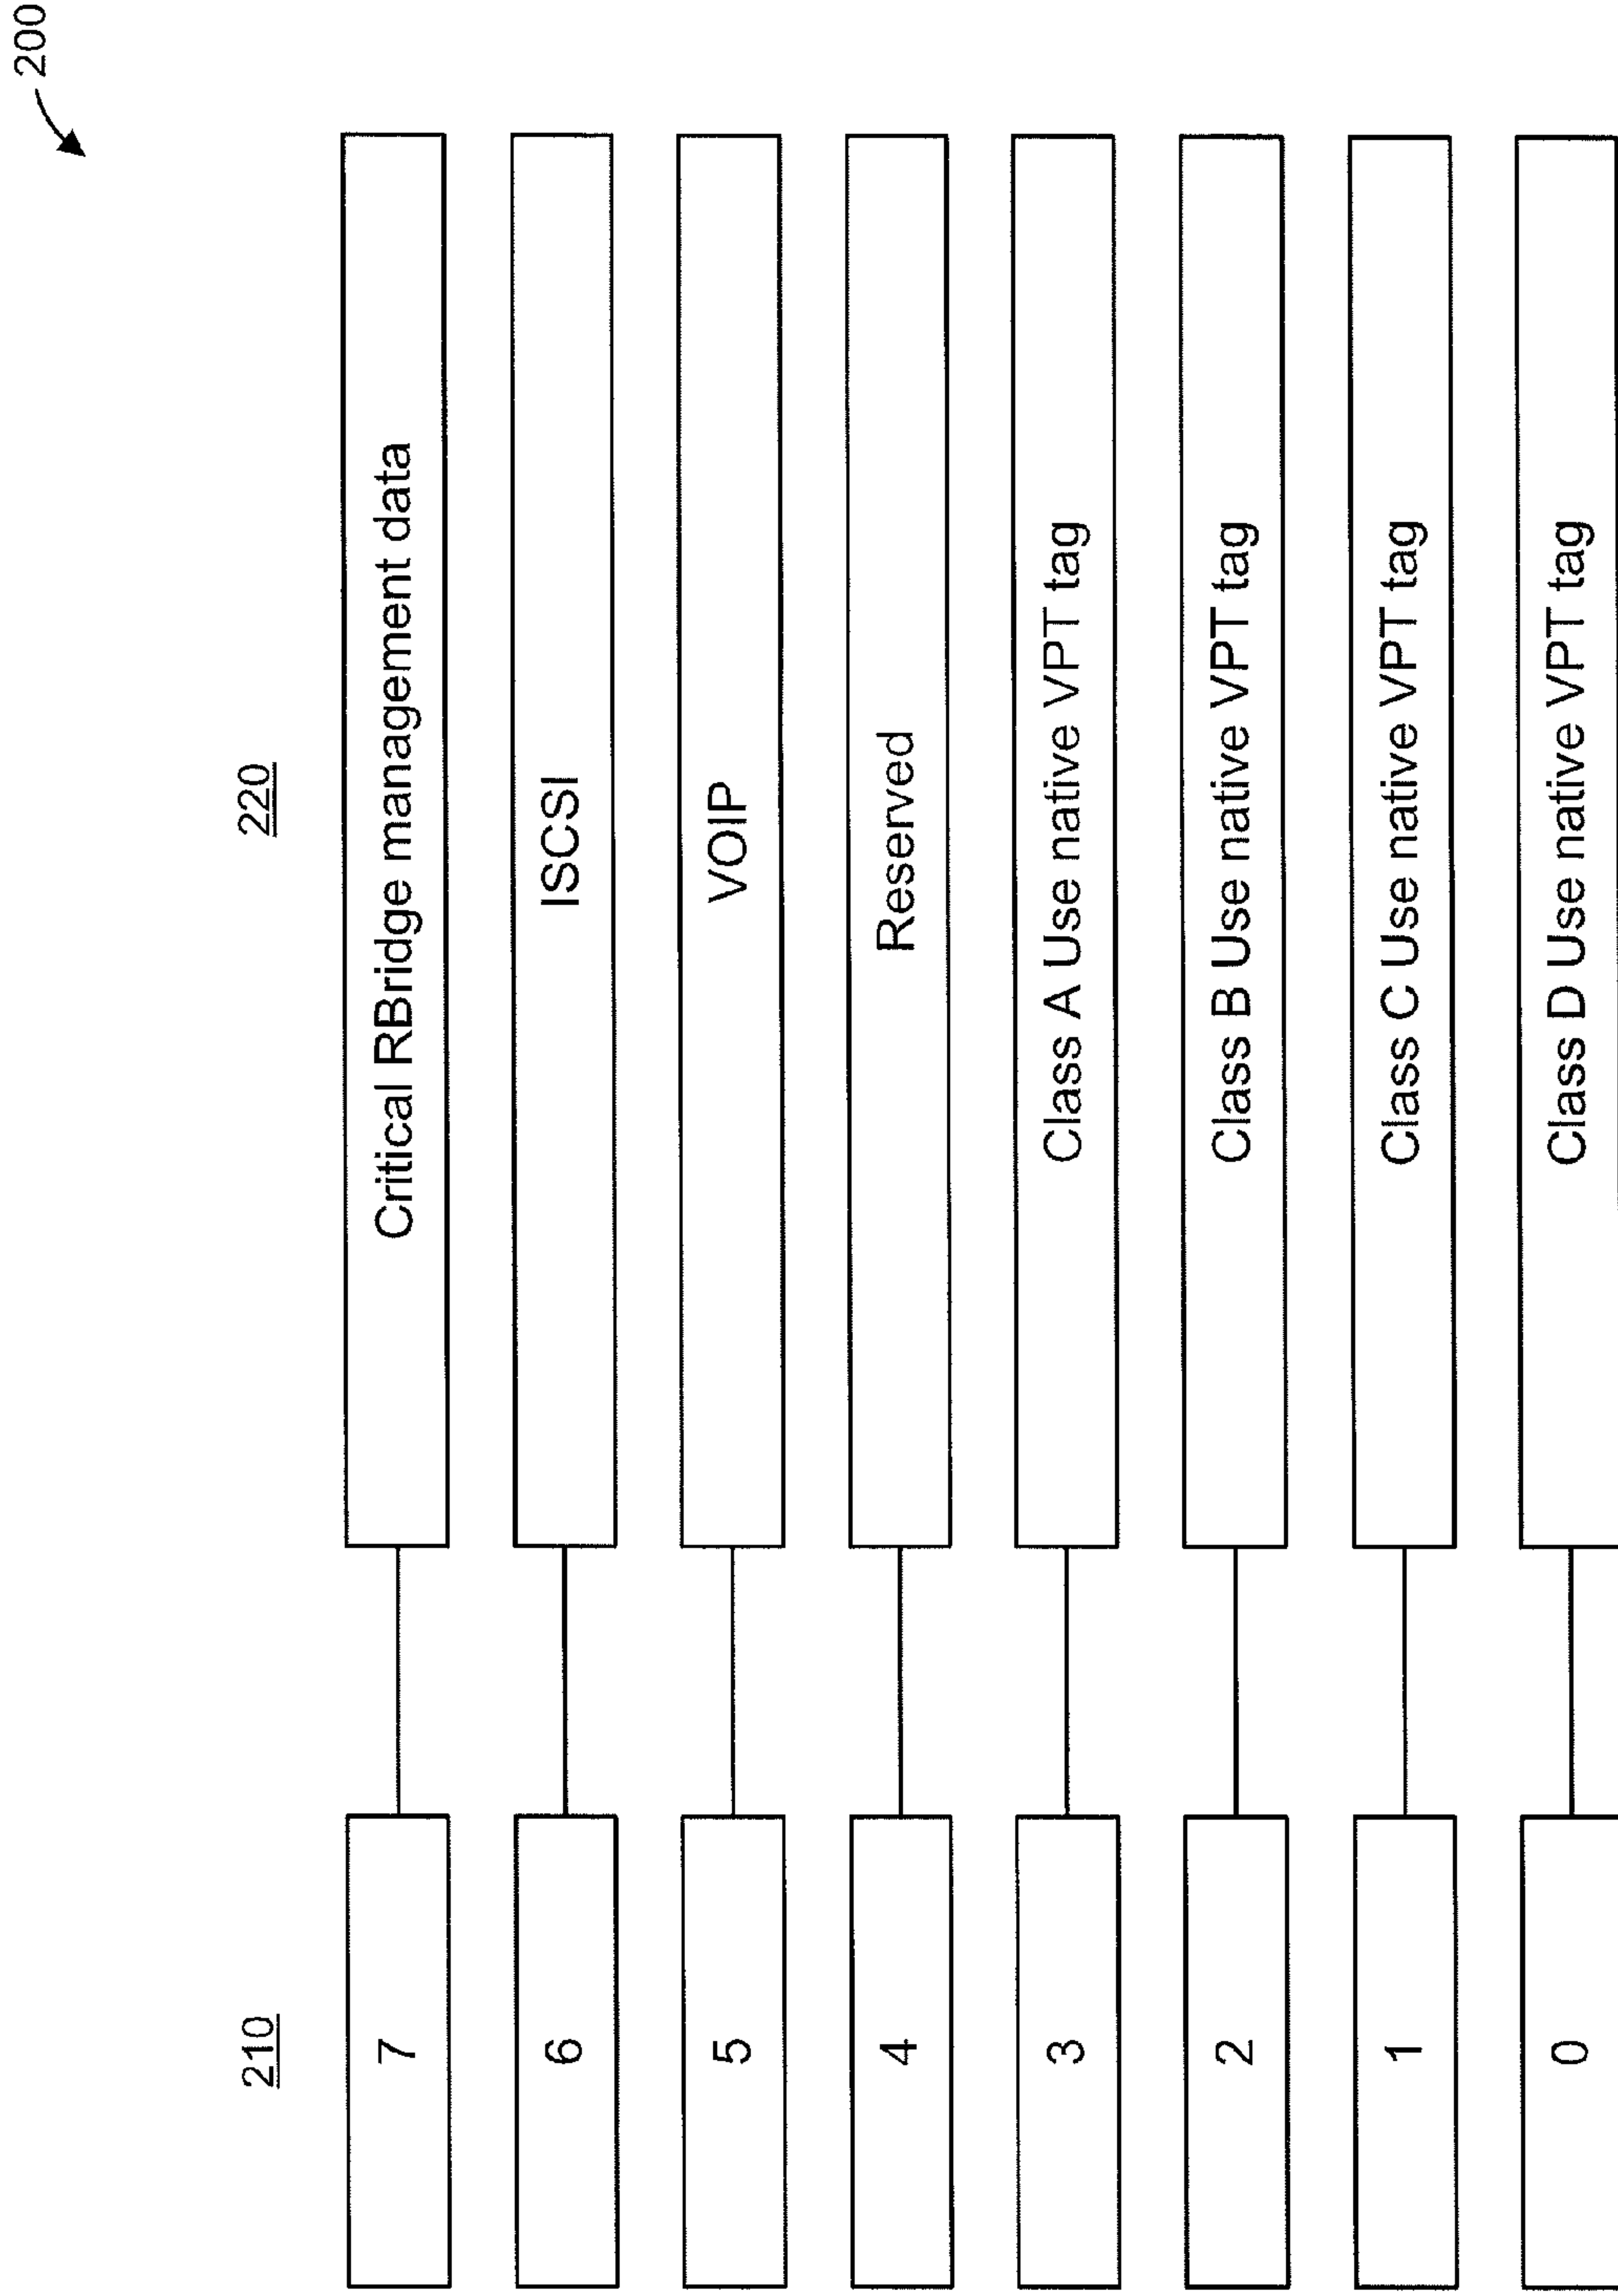 200
210
220
7
Critical RBridge management data
6
ISCSI
5
VOIP
4
Reserved
3
Class A Use native VPT tag
2
Class B Use native VPT tag
1
Class C Use native VPT tag
0
Class D Use native VPT tag